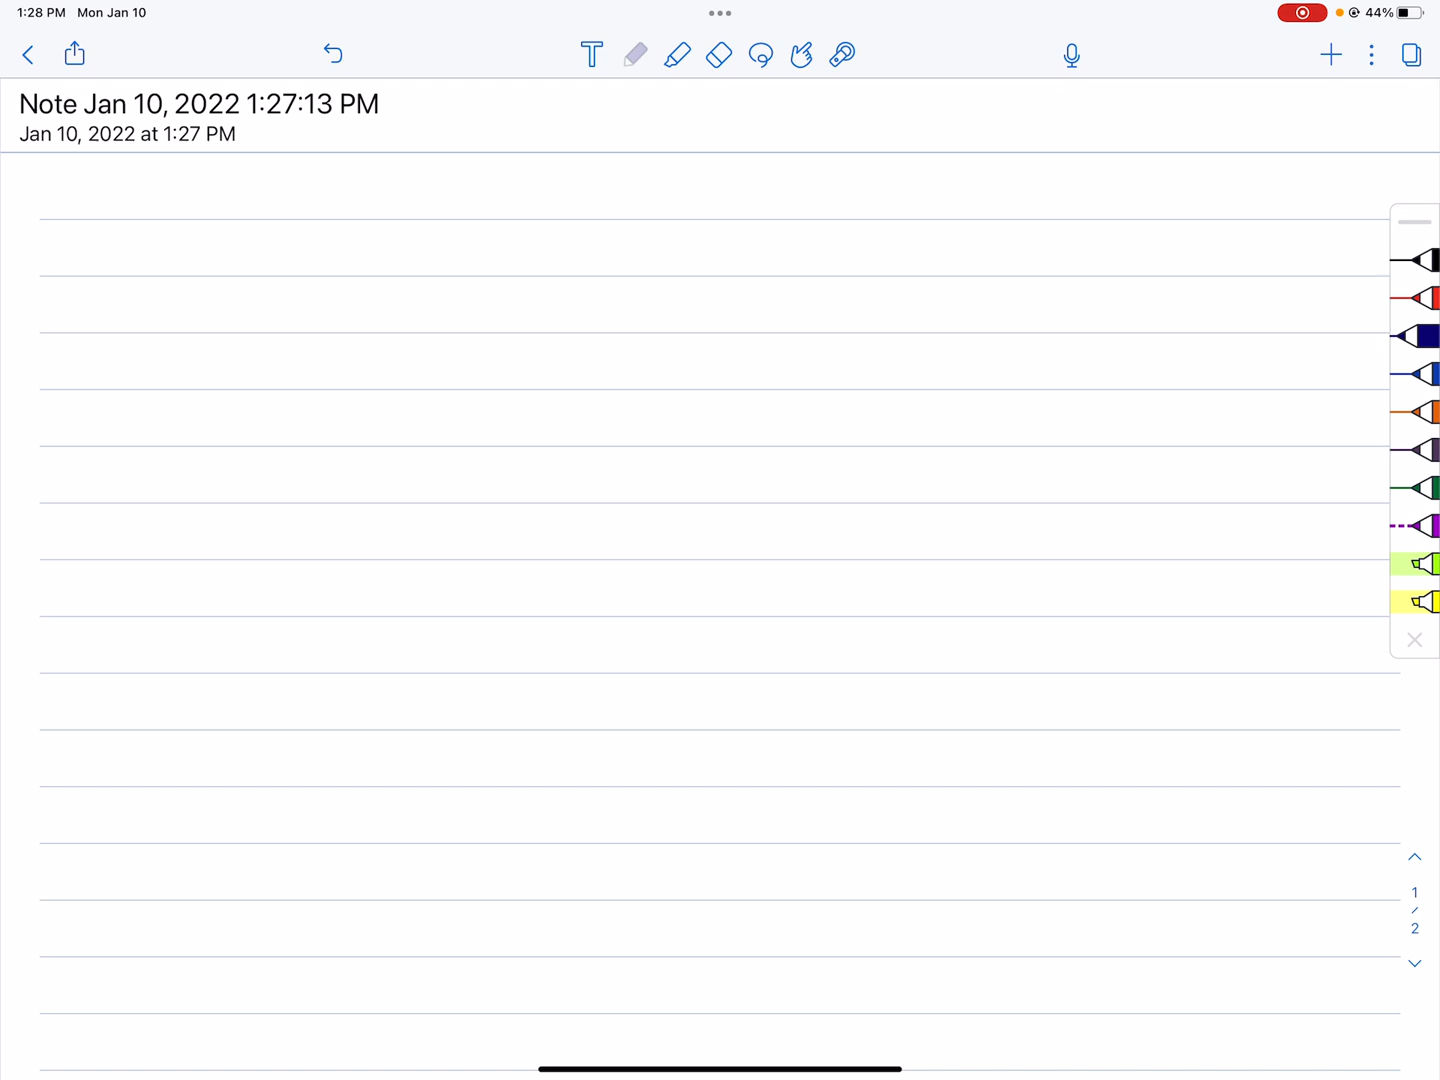 1:28 PM Mon Jan 10
44%
T
Note Jan 10, 2022 1:27:13 PM
Jan 10, 2022 at 1:27 PM
1
/
2